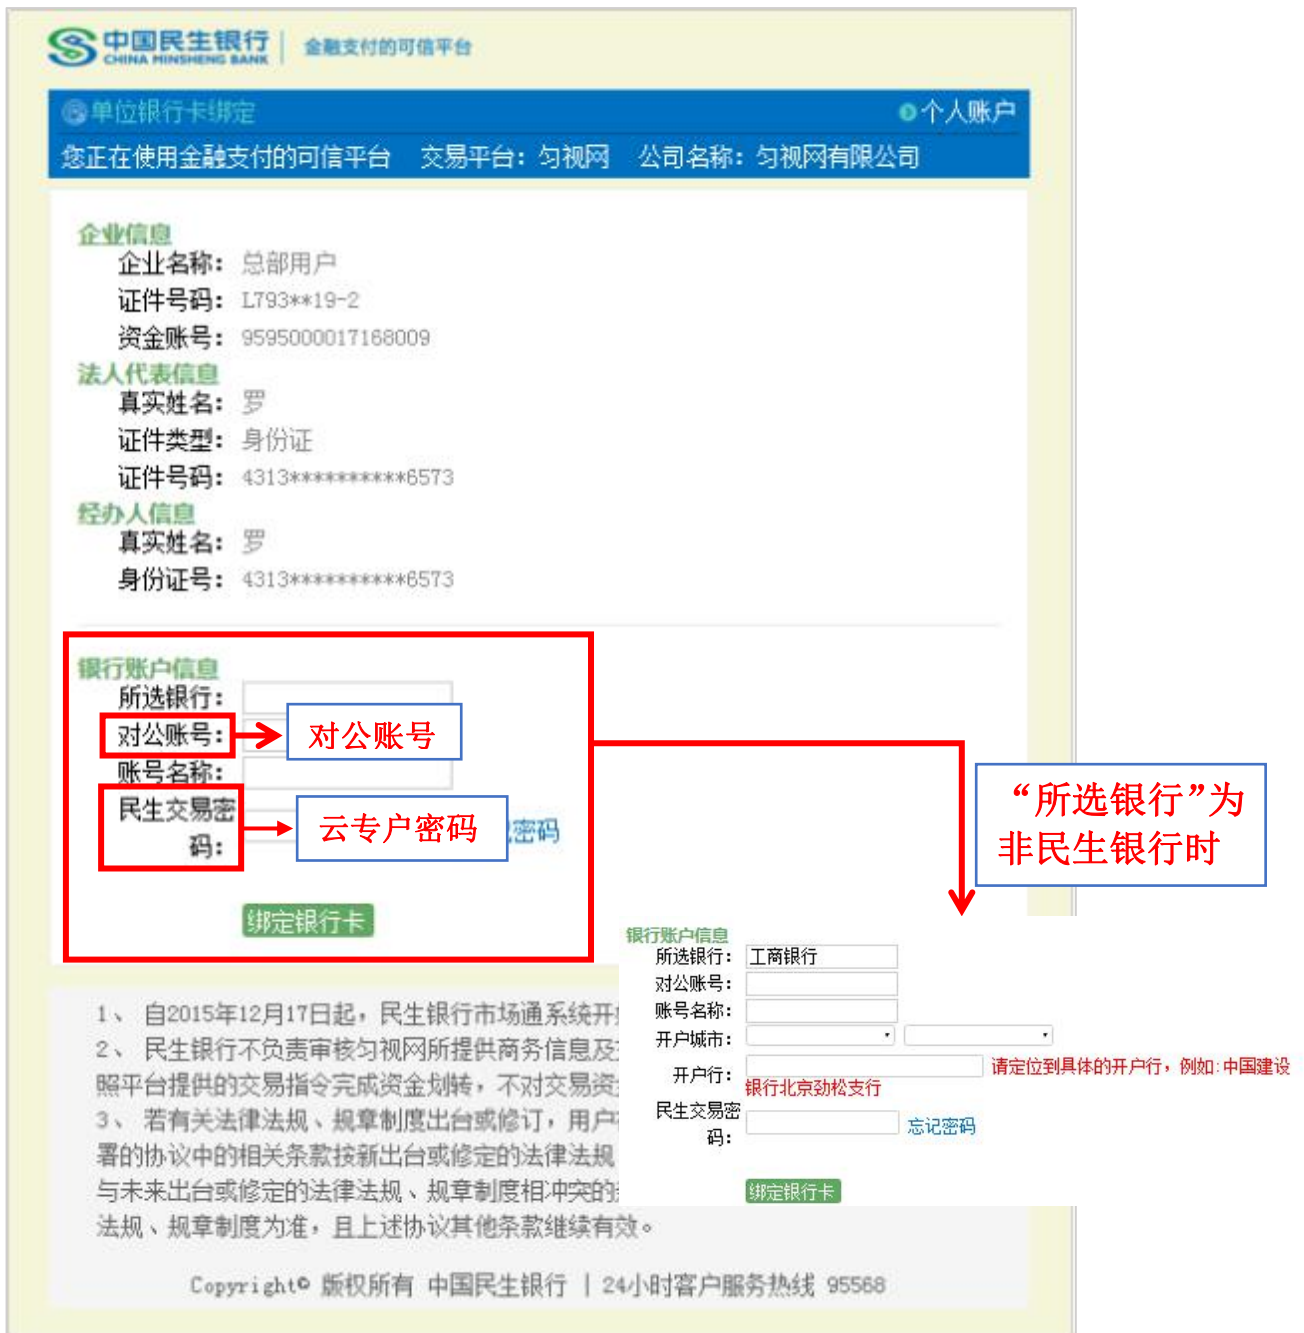 中国民生银行
CHINA MINSHENG BANK
金融支付的可信平台
单位银行卡绑定
个人账户
您正在使用金融支付的可信平台 交易平台：匀视网 公司名称：匀视网有限公司
企业信息
企业名称：总部用户
证件号码：L793**19-2
资金账号：9595000017168009
法人代表信息
真实姓名：罗
证件类型：身份证
证件号码：4313**********6573
经办人信息
真实姓名：罗
身份证号：4313**********6573
银行账户信息
所选银行：
对公账号：
对公账号
账号名称：
民生交易密
码：
云专户密码
密码
绑定银行卡
“所选银行”为
非民生银行时
银行账户信息
所选银行：工商银行
对公账号：
账号名称：
开户城市：
开户行： 请定位到具体的开户行，例如:中国建设
银行北京劲松支行
民生交易密
码：
忘记密码
绑定银行卡
1、 自2015年12月17日起，民生银行市场通系统开
2、 民生银行不负责审核匀视网所提供商务信息及
照平台提供的交易指令完成资金划转，不对交易资
3、 若有关法律法规、规章制度出台或修订，用户
署的协议中的相关条款按新出台或修定的法律法规
与未来出台或修定的法律法规、规章制度相冲突的
法规、规章制度为准，且上述协议其他条款继续有效。
Copyright© 版权所有 中国民生银行 | 24小时客户服务热线 95568